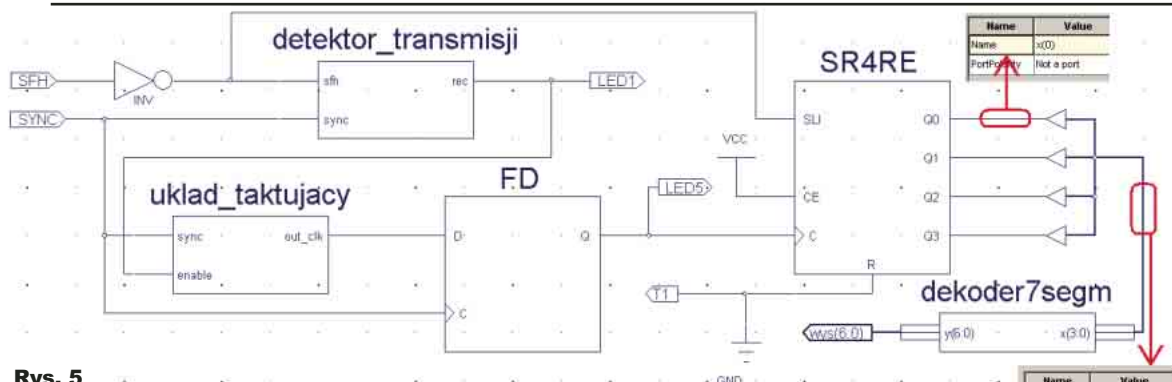 Name Value
Name x(0)
PortPolarity Not a port
detektor_transmisji
SR4RE
SFH
INV
sfh rec
LED1
SYNC
sync
SLI Q0
VCC
Q1
uklad_taktujacy
FD
LED5
CE Q2
sync out_clk
D Q
C Q3
enable
R
T1
dekoder7segm
C
wys(6:0)
y(6:0) x(3:0)
Rys. 5
GND
Name Value